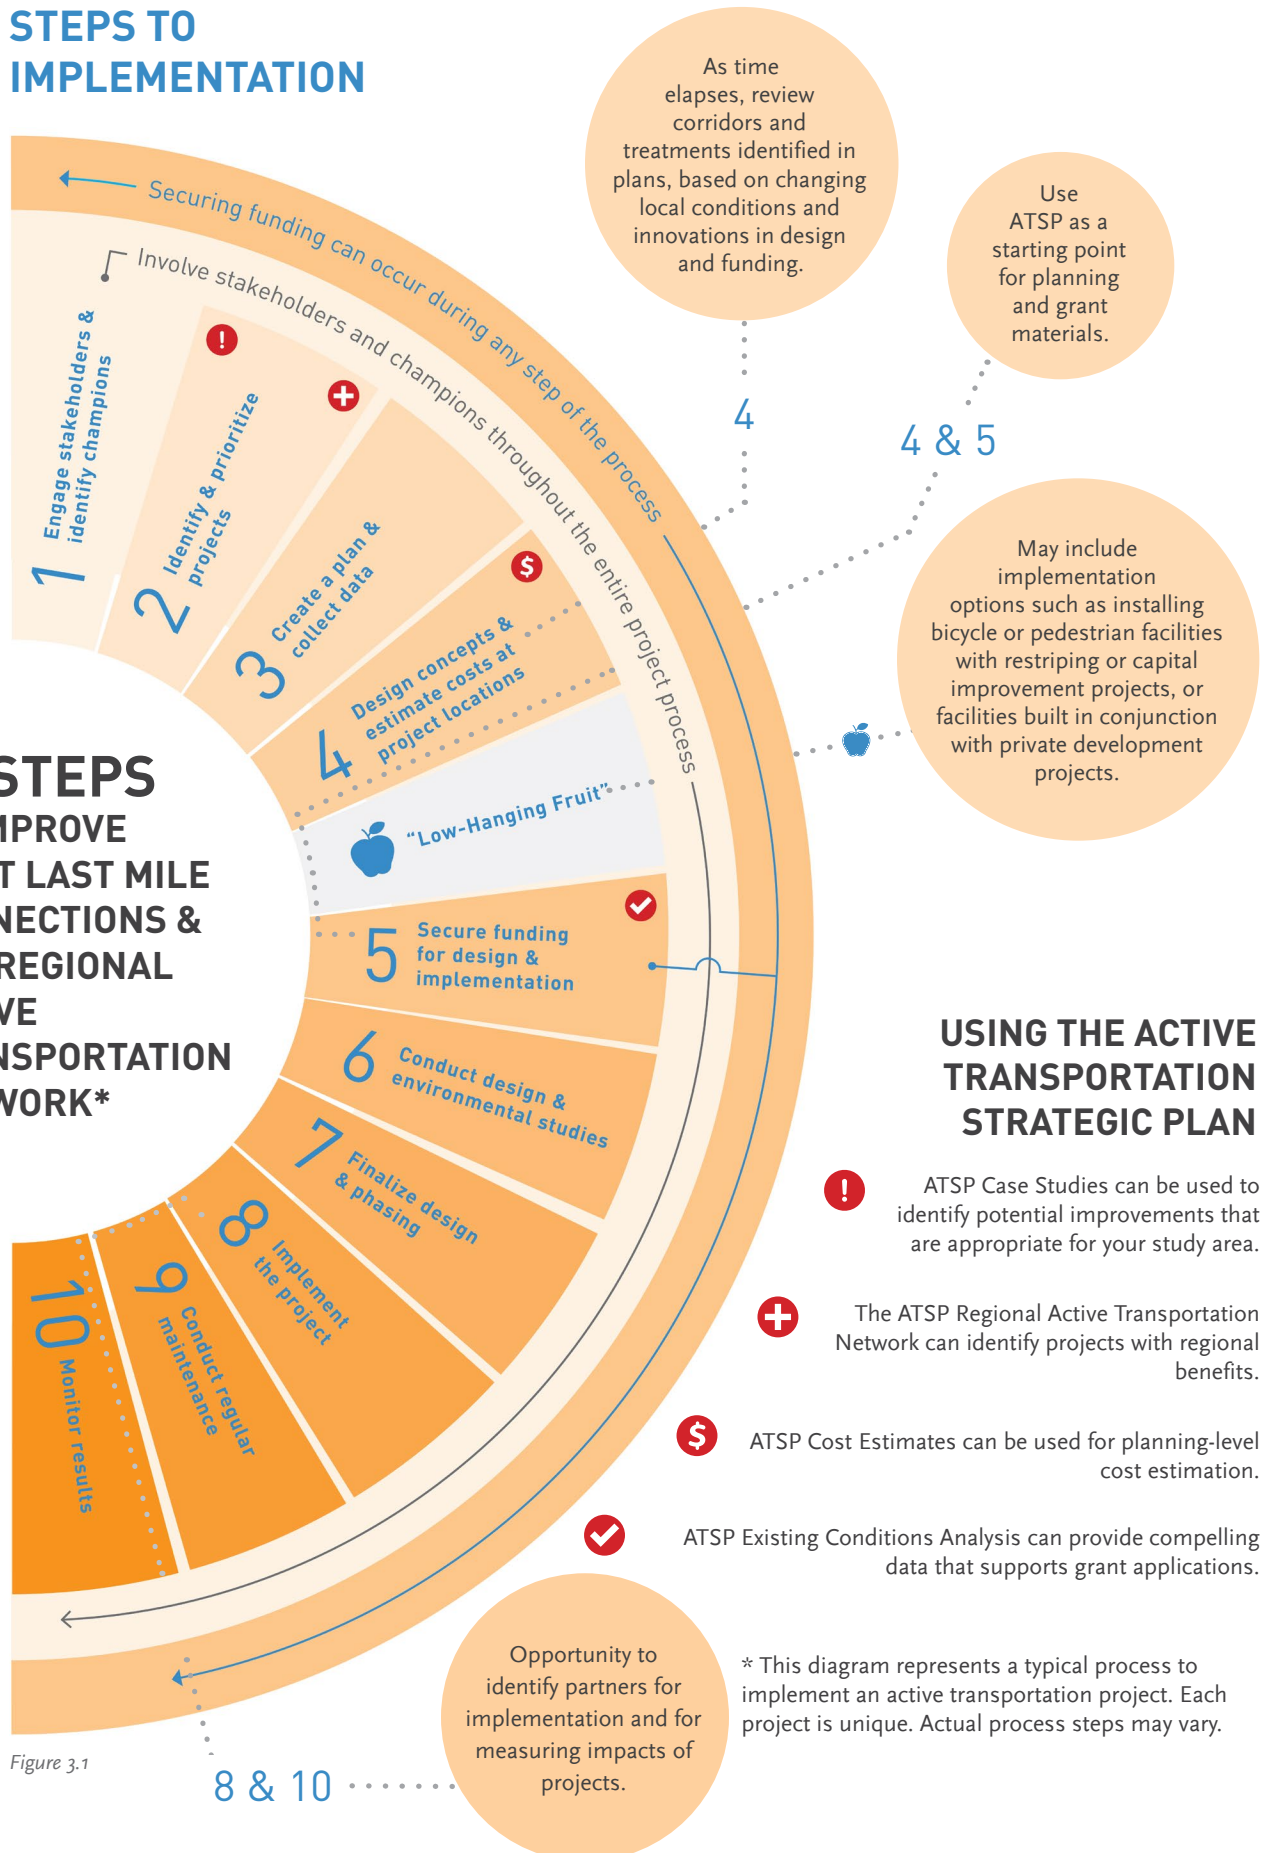 STEPS TO
IMPLEMENTATION
Securing funding can occur during any step of the process
Involve stakeholders and champions throughout the entire project process
1
Engage stakeholders &
identify champions
2
Identify & prioritize
projects
3
Create a plan &
collect data
4
Design concepts &
estimate costs at
project locations
"Low-Hanging Fruit"
5
Secure funding
for design &
implementation
6
Conduct design &
environmental studies
7
Finalize design
& phasing
8
Implement
the project
9
Conduct regular
maintenance
10
Monitor results
STEPS
MPROVE
T LAST MILE
NECTIONS &
REGIONAL
VE
NSPORTATION
WORK*
As time
elapses, review
corridors and
treatments identified in
plans, based on changing
local conditions and
innovations in design
and funding.
4
Use
ATSP as a
starting point
for planning
and grant
materials.
4 & 5
May include
implementation
options such as installing
bicycle or pedestrian facilities
with restriping or capital
improvement projects, or
facilities built in conjunction
with private development
projects.
USING THE ACTIVE
TRANSPORTATION
STRATEGIC PLAN
!
ATSP Case Studies can be used to
identify potential improvements that
are appropriate for your study area.
The ATSP Regional Active Transportation
Network can identify projects with regional
benefits.
$
ATSP Cost Estimates can be used for planning-level
cost estimation.
ATSP Existing Conditions Analysis can provide compelling
data that supports grant applications.
Opportunity to
identify partners for
implementation and for
measuring impacts of
projects.
8 & 10
* This diagram represents a typical process to
implement an active transportation project. Each
project is unique. Actual process steps may vary.
Figure 3.1